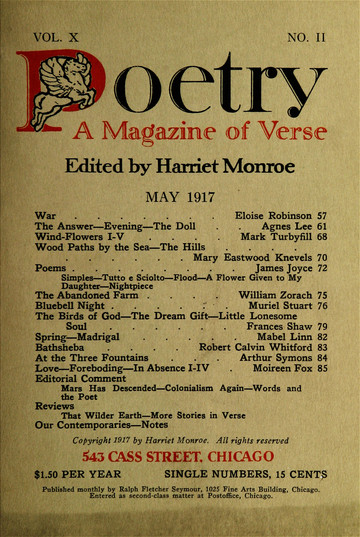 VOL. X NO. II
Poetry
A Magazine of Verse
Edited by Harriet Monroe
MAY 1917
War . . . . . . Eloise Robinson 57
The Answer—Evening—The Doll . . Agnes Lee 61
Wind-Flowers I-V . . . . Mark Turbyfill 68
Wood Paths by the Sea—The Hills . . .
Mary Eastwood Knevels 70
Poems . . . . . . . James Joyce 72
Simples—Tutto e Sciolto—Flood—A Flower Given to My
Daughter—Nightpiece
The Abandoned Farm . . . . William Zorach 75
Bluebell Night . . . . . Muriel Stuart 76
The Birds of God—The Dream Gift—Little Lonesome
Soul . . . . . . Frances Shaw 79
Spring—Madrigal . . . . . Mabel Linn 82
Bathsheba . . . Robert Calvin Whitford 83
At the Three Fountains . . . Arthur Symons 84
Love—Foreboding—In Absence I-IV . Moireen Fox 85
Editorial Comment
Mars Has Descended—Colonialism Again—Words and
the Poet
Reviews
That Wilder Earth—More Stories in Verse
Our Contemporaries—Notes
Copyright 1917 by Harriet Monroe. All rights reserved
543 CASS STREET, CHICAGO
$1.50 PER YEAR SINGLE NUMBERS, 15 CENTS
Published monthly by Ralph Fletcher Seymour, 1025 Fine Arts Building, Chicago.
Entered as second-class matter at Postoffice, Chicago.